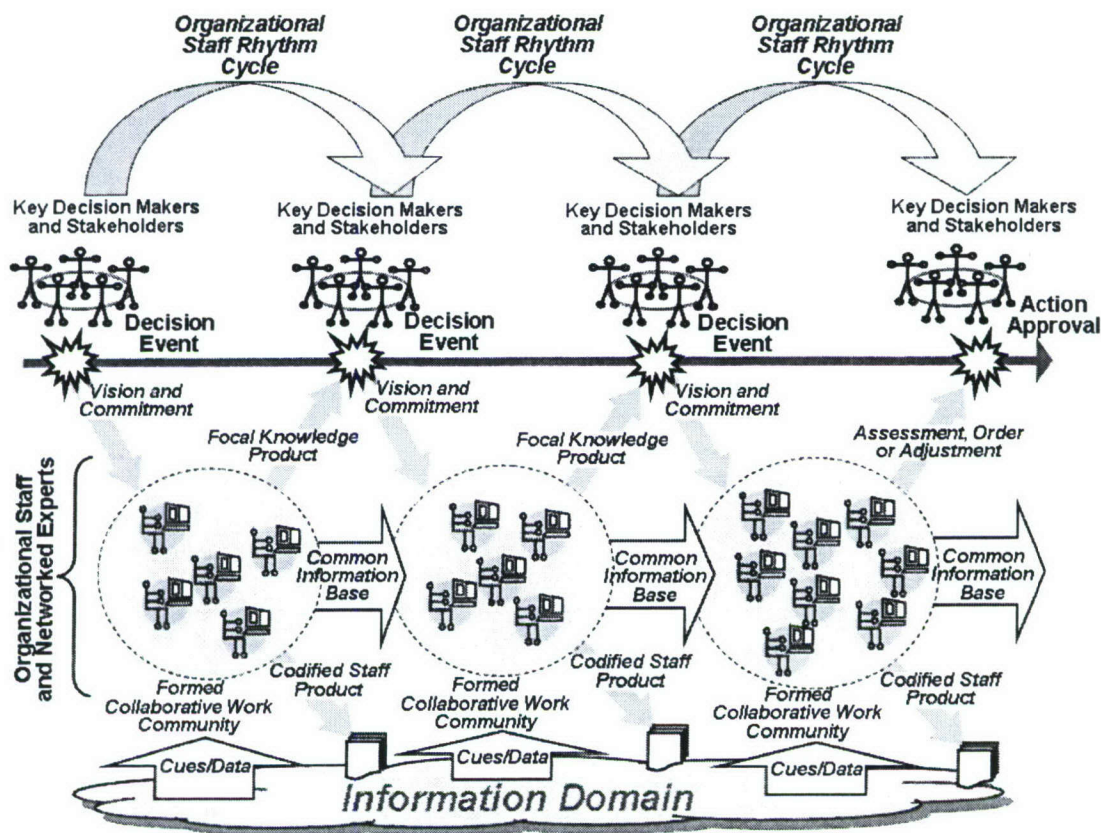 Organizational
Staff Rhythm
Cycle
Organizational
Staff Rhythm
Cycle
Organizational
Staff Rhythm
Cycle
Key Decision Makers
and Stakeholders
Key Decision Makers
and Stakeholders
Key Decision Makers
and Stakeholders
Key Decision Makers
and Stakeholders
Decision
Event
Decision
Event
Decision
Event
Action
Approval
Vision and
Commitment
Vision and
Commitment
Vision and
Commitment
Focal Knowledge
Product
Focal Knowledge
Product
Assessment, Order
or Adjustment
Organizational Staff
and Networked Experts
Common
Information
Base
Common
Information
Base
Common
Information
Base
Codified Staff
Product
Codified Staff
Product
Codified Staff
Product
Formed
Collaborative Work
Community
Formed
Collaborative Work
Community
Formed
Collaborative Work
Community
Cues/Data
Cues/Data
Cues/Data
Information Domain